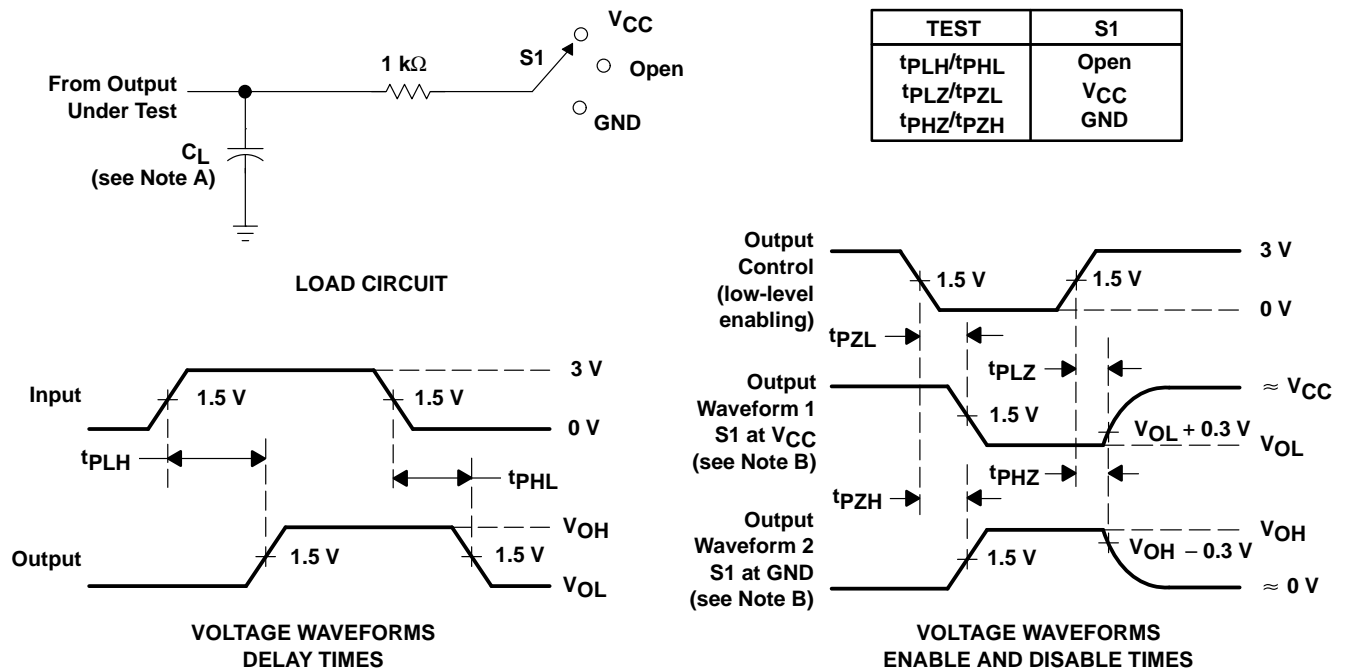 VCC
S1
Open
GND
1 kΩ
From Output
Under Test
CL
(see Note A)
LOAD CIRCUIT
TEST S1
tPLH/tPHL Open
tPLZ/tPZL VCC
tPHZ/tPZH GND
Input
1.5 V 1.5 V
3 V
0 V
tPLH
tPHL
Output
1.5 V 1.5 V
VOH
VOL
VOLTAGE WAVEFORMS
DELAY TIMES
Output
Control
(low-level
enabling)
1.5 V 1.5 V
3 V
0 V
tPZL
tPLZ
Output
Waveform 1
S1 at VCC
(see Note B)
1.5 V
VOL + 0.3 V
≈ VCC
VOL
tPHZ
tPZH
Output
Waveform 2
S1 at GND
(see Note B)
1.5 V
VOH − 0.3 V
VOH
≈ 0 V
VOLTAGE WAVEFORMS
ENABLE AND DISABLE TIMES